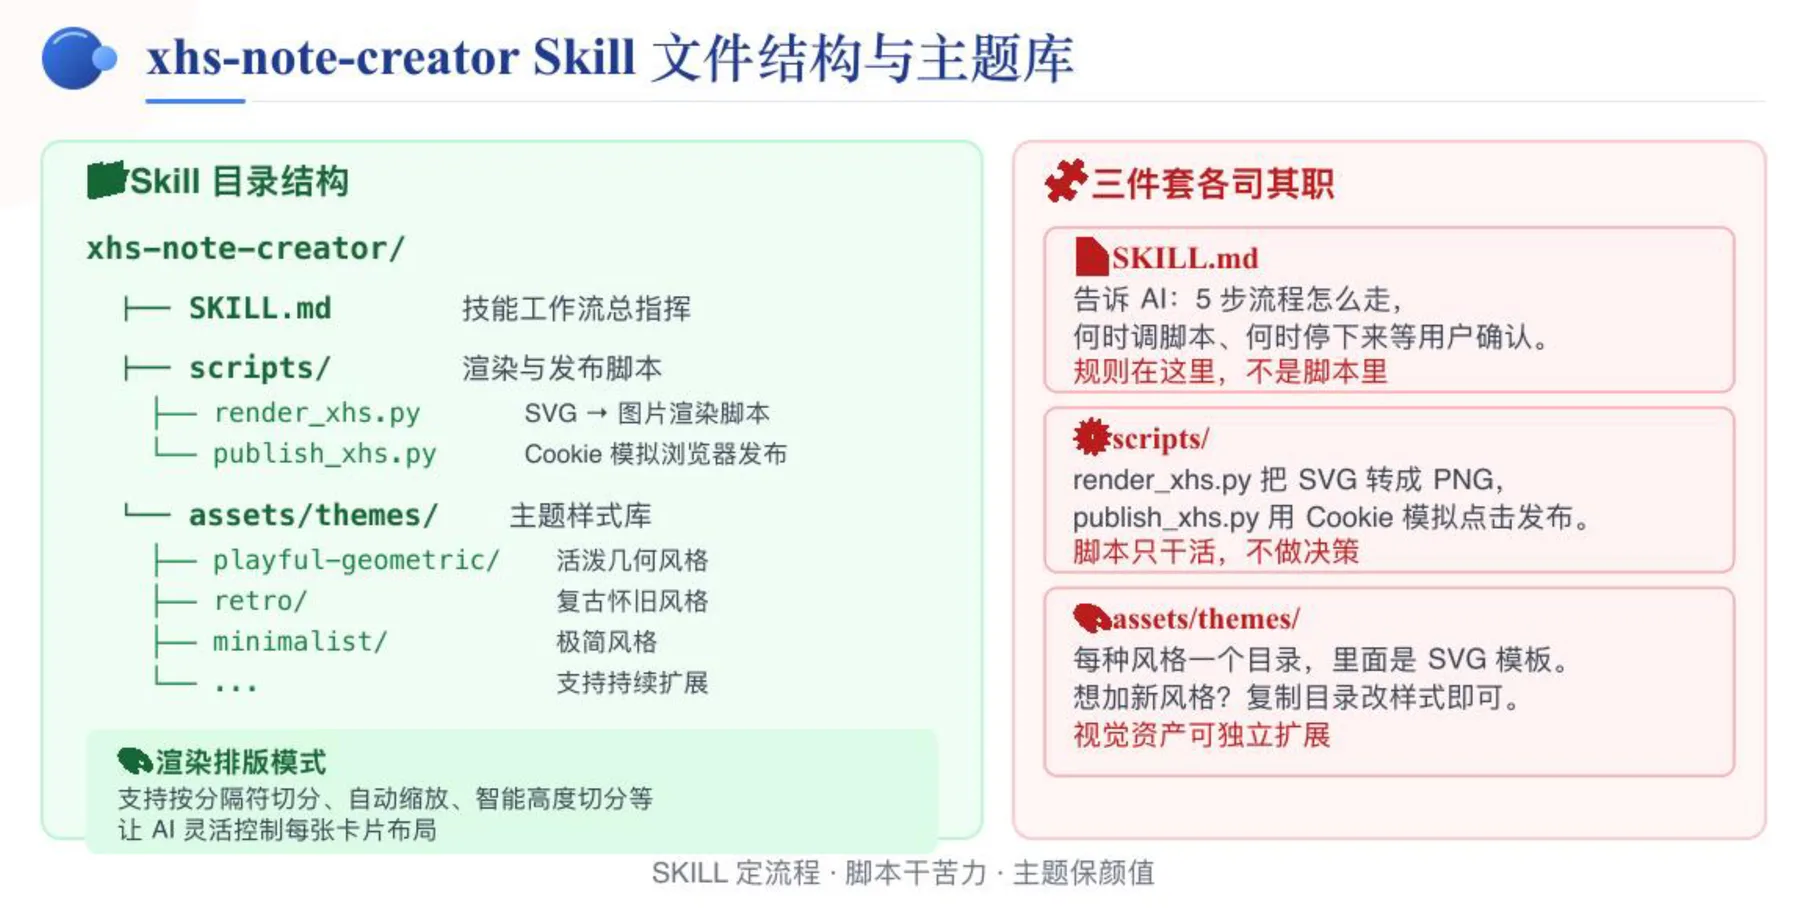 xhs-note-creator Skill 文件结构与主题库
Skill 目录结构
xhs-note-creator/
├── SKILL.md 技能工作流总指挥
├── scripts/ 渲染与发布脚本
├── render_xhs.py SVG → 图片渲染脚本
└── publish_xhs.py Cookie 模拟浏览器发布
└── assets/themes/ 主题样式库
├── playful-geometric/ 活泼几何风格
├── retro/ 复古怀旧风格
├── minimalist/ 极简风格
└── ... 支持持续扩展
渲染排版模式
支持按分隔符切分、自动缩放、智能高度切分等
让 AI 灵活控制每张卡片布局
三件套各司其职
SKILL.md
告诉 AI：5 步流程怎么走，
何时调脚本、何时停下来等用户确认。
规则在这里，不是脚本里
scripts/
render_xhs.py 把 SVG 转成 PNG，
publish_xhs.py 用 Cookie 模拟点击发布。
脚本只干活，不做决策
assets/themes/
每种风格一个目录，里面是 SVG 模板。
想加新风格？复制目录改样式即可。
视觉资产可独立扩展
SKILL 定流程 · 脚本干苦力 · 主题保颜值